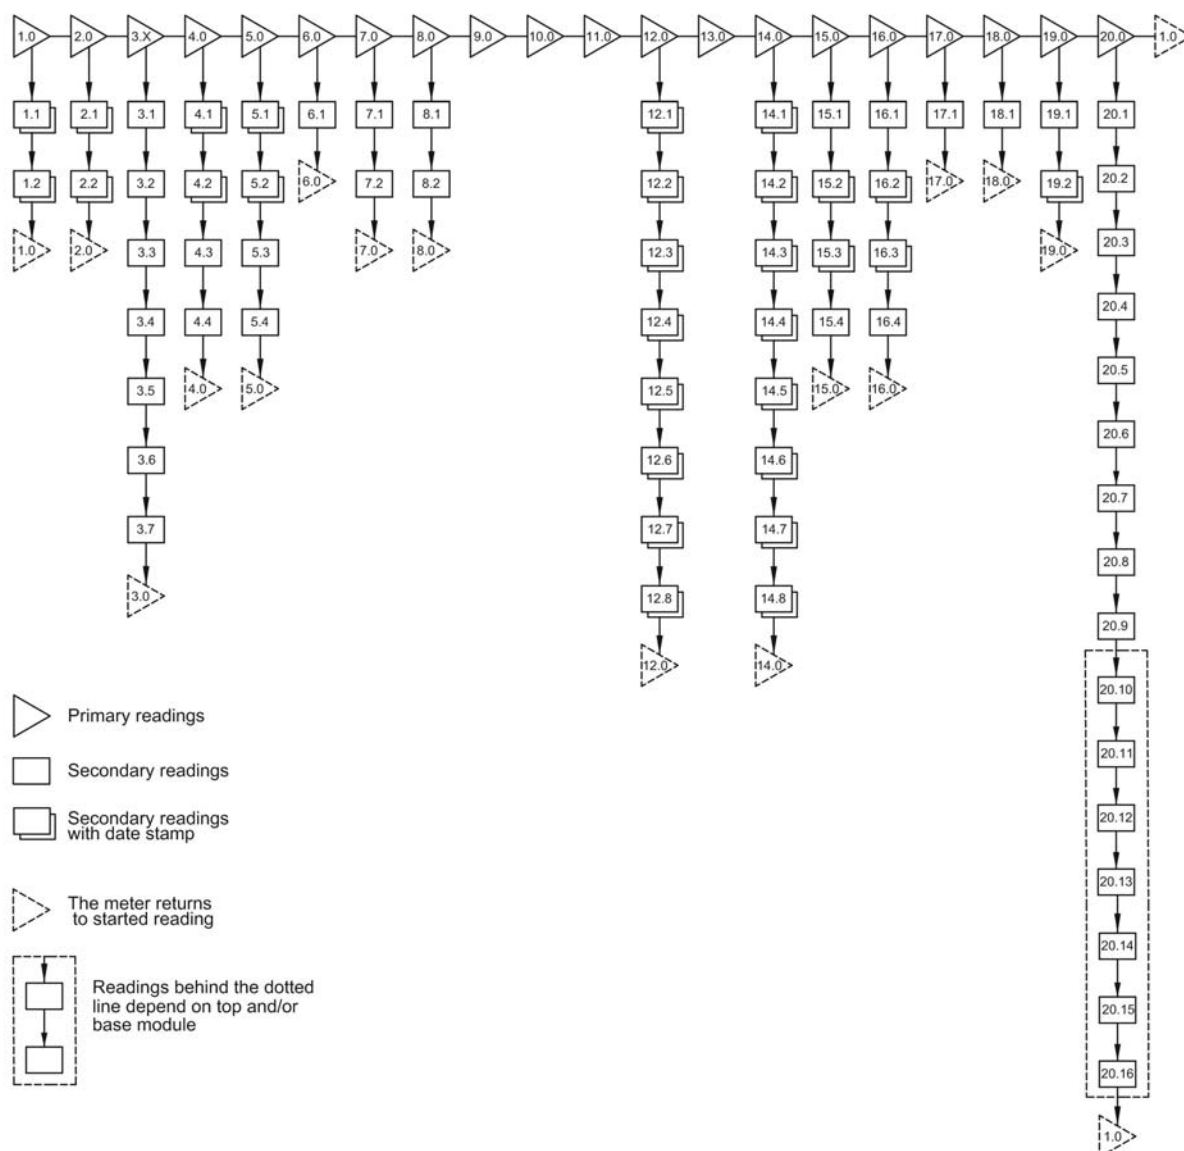 1.0 2.0 3.X 4.0 5.0 6.0 7.0 8.0 9.0 10.0 11.0 12.0 13.0 14.0 15.0 16.0 17.0 18.0 19.0 20.0 1.0
1.1 2.1 3.1 4.1 5.1 6.1 7.1 8.1 12.1 14.1 15.1 16.1 17.1 18.1 19.1 20.1
1.2 2.2 3.2 4.2 5.2 6.0 7.2 8.2 12.2 14.2 15.2 16.2 17.0 18.0 19.2 20.2
1.0 2.0 3.3 4.3 5.3 7.0 8.0 12.3 14.3 15.3 16.3 19.0 20.3
3.4 4.4 5.4 12.4 14.4 15.4 16.4 20.4
3.5 4.0 5.0 12.5 14.5 15.0 16.0 20.5
3.6 12.6 14.6 20.6
3.7 12.7 14.7 20.7
3.0 12.8 14.8 20.8
20.9
12.0 14.0
20.10
Primary readings
20.11
Secondary readings
20.12
Secondary readings
with date stamp
20.13
The meter returns
to started reading
20.14
Readings behind the dotted
line depend on top and/or
base module
20.15
20.16
1.0